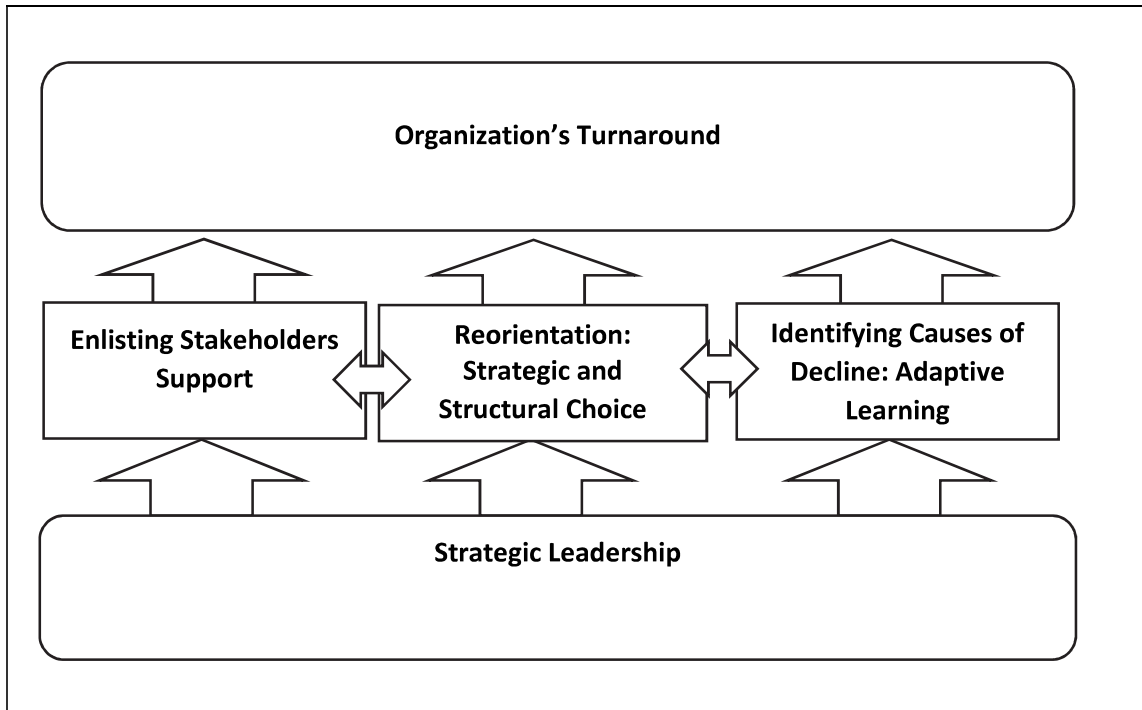 Organization’s Turnaround
Enlisting Stakeholders
Support
Reorientation:
Strategic and
Structural Choice
Identifying Causes of
Decline: Adaptive
Learning
Strategic Leadership